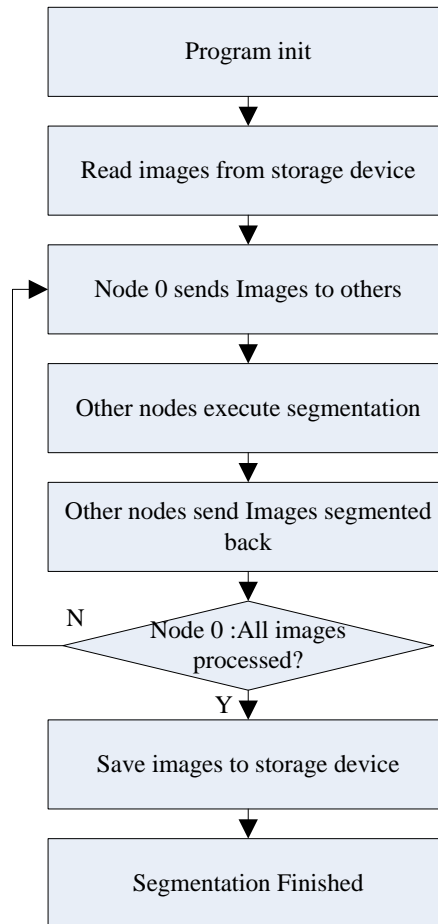 Program init
Read images from storage device
Node 0 sends Images to others
Other nodes execute segmentation
Other nodes send Images segmented
back
N
Node 0 :All images
processed?
Y
Save images to storage device
Segmentation Finished